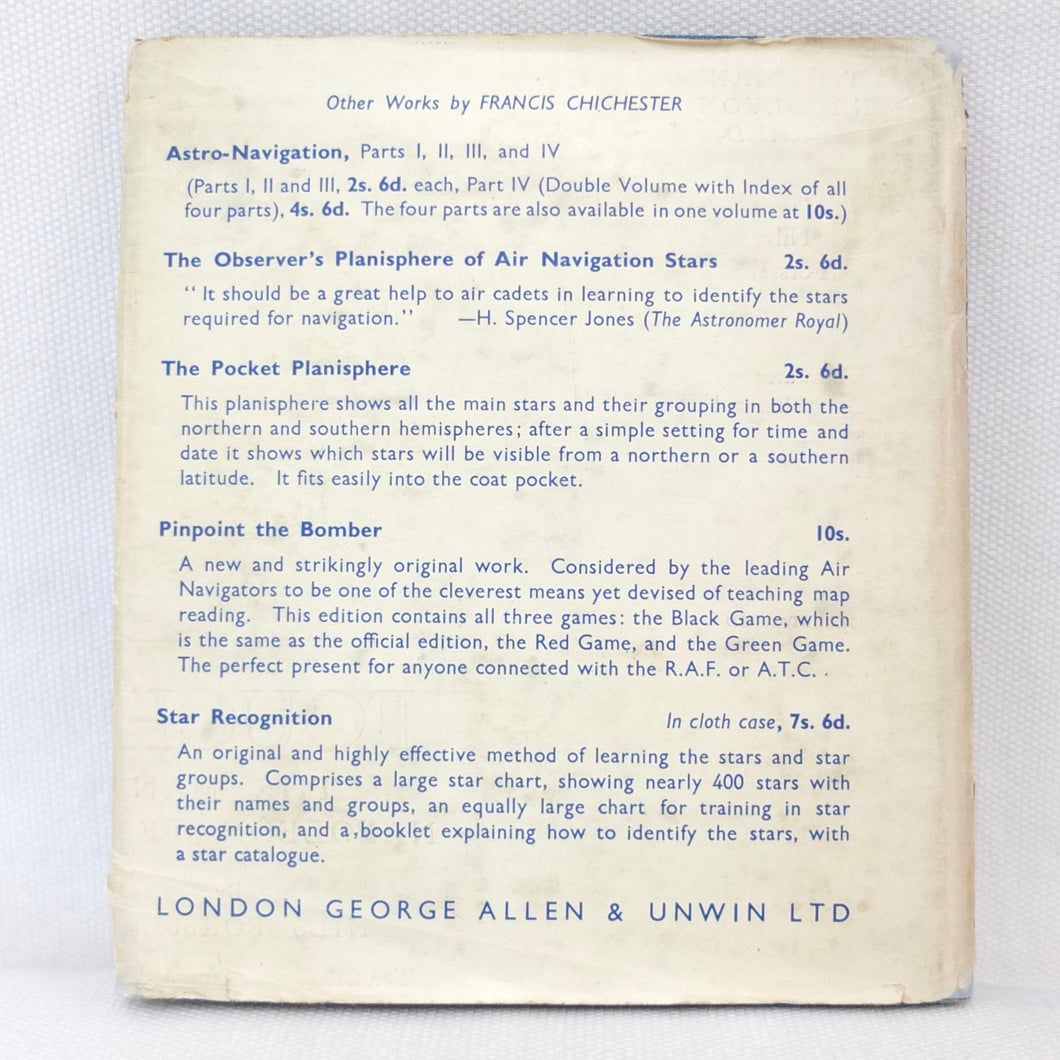 Other Works by FRANCIS CHICHESTER
Astro-Navigation, Parts I, II, III, and IV
(Parts I, II and III, 2s. 6d. each, Part IV (Double Volume with Index of all
four parts), 4s. 6d. The four parts are also available in one volume at 10s.)
The Observer's Planisphere of Air Navigation Stars 2s. 6d.
“ It should be a great help to air cadets in learning to identify the stars
required for navigation.” —H. Spencer Jones (The Astronomer Royal)
The Pocket Planisphere 2s. 6d.
This planisphere shows all the main stars and their grouping in both the
northern and southern hemispheres; after a simple setting for time and
date it shows which stars will be visible from a northern or a southern
latitude. It fits easily into the coat pocket.
Pinpoint the Bomber 10s.
A new and strikingly original work. Considered by the leading Air
Navigators to be one of the cleverest means yet devised of teaching map
reading. This edition contains all three games: the Black Game, which
is the same as the official edition, the Red Game, and the Green Game.
The perfect present for anyone connected with the R.A.F. or A.T.C.
Star Recognition In cloth case, 7s. 6d.
An original and highly effective method of learning the stars and star
groups. Comprises a large star chart, showing nearly 400 stars with
their names and groups, an equally large chart for training in star
recognition, and a booklet explaining how to identify the stars, with
a star catalogue.
LONDON GEORGE ALLEN & UNWIN LTD